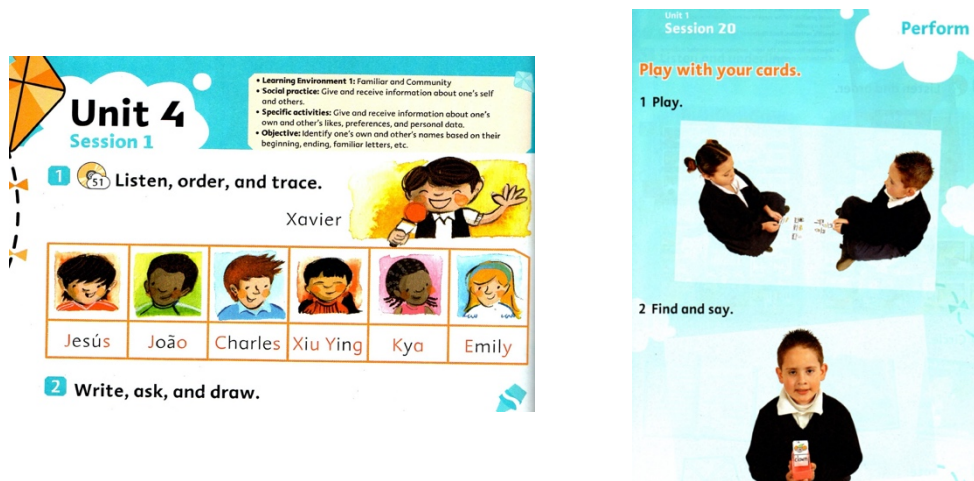 Unit 4
Session 1
• Learning Environment 1: Familiar and Community
• Social practice: Give and receive information about one's self
and others.
• Specific activities: Give and receive information about one's
own and other's likes, preferences, and personal data.
• Objective: Identify one's own and other's names based on their
beginning, ending, familiar letters, etc.
1 51 Listen, order, and trace.
Xavier
Jesús João Charles Xiu Ying Kya Emily
2 Write, ask, and draw.
Unit 1
Session 20
Perform
Play with your cards.
1 Play.
2 Find and say.